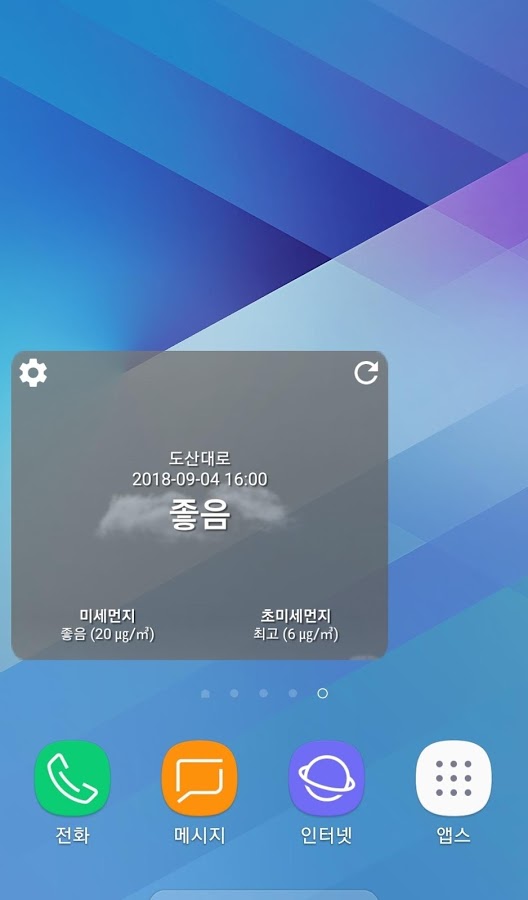 도산대로
2018-09-04 16:00
좋음
미세먼지 초미세먼지
좋음 (20 µg/㎥) 최고 (6 µg/㎥)
전화 메시지 인터넷 앱스